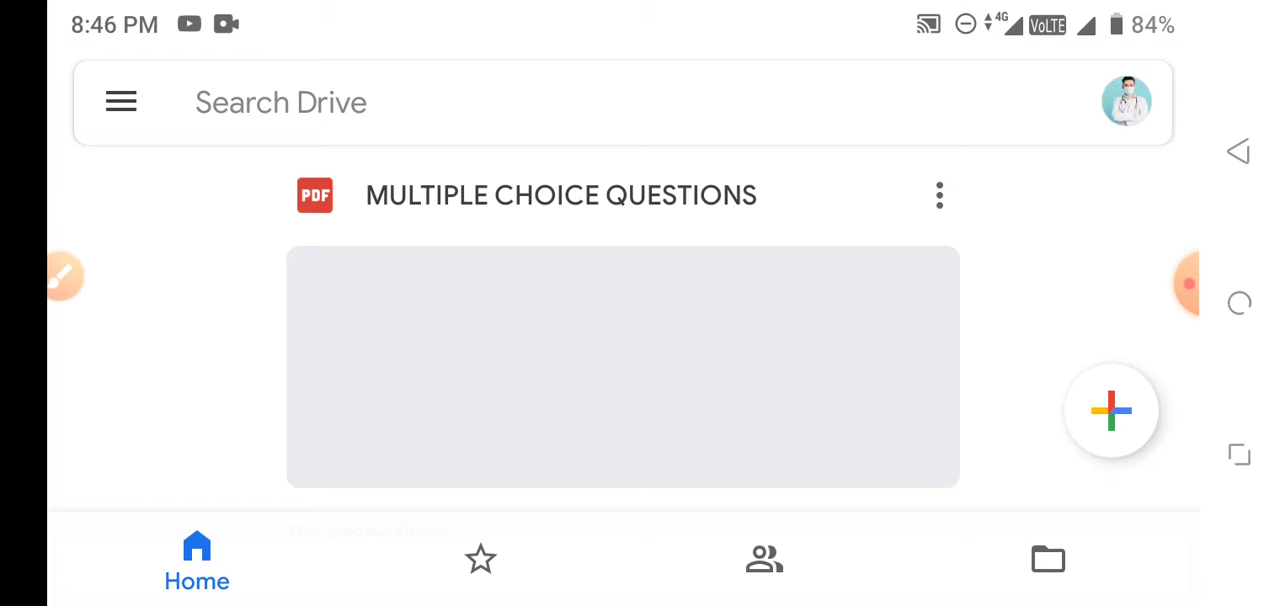 8:46 PM
4G VoLTE 84%
Search Drive
PDF MULTIPLE CHOICE QUESTIONS
Home